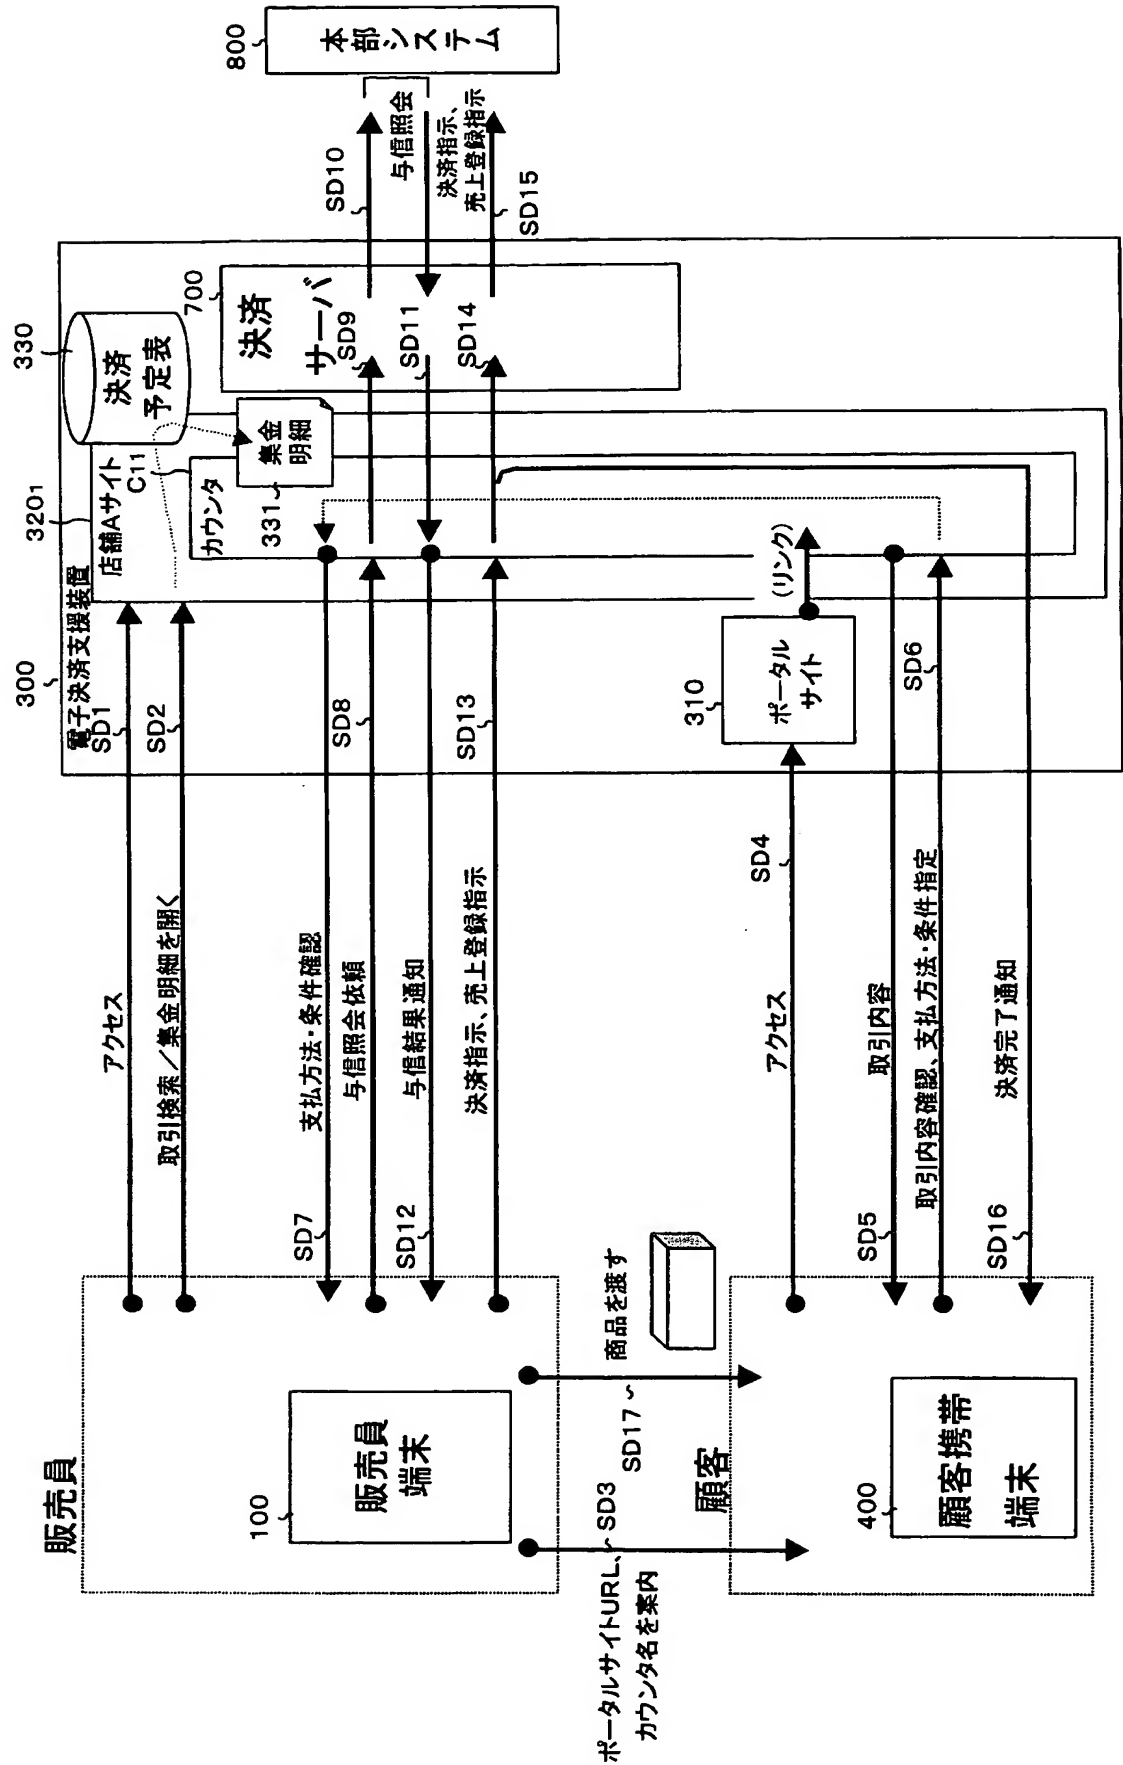 販売員
100
販売員
端末
ポータルサイトURL、
カウンタ名を案内
SD3
SD17
商品を渡す
顧客
400
顧客携帯
端末
アクセス
SD1
取引検索／集金明細を開く
SD2
SD7
支払方法・条件確認
与信照会依頼
SD8
SD12
与信結果通知
決済指示、売上登録指示
SD13
アクセス
SD4
SD5
取引内容
取引内容確認、支払方法・条件指定
SD6
SD16
決済完了通知
300
電子決済支援装置
3201
店舗Aサイト
C11
カウンタ
330
決済
予定表
331
集金
明細
310
ポータル
サイト
(リンク)
700
決済
サーバ
SD9
SD11
SD14
SD10
与信照会
決済指示、
売上登録指示
SD15
800
本部システム